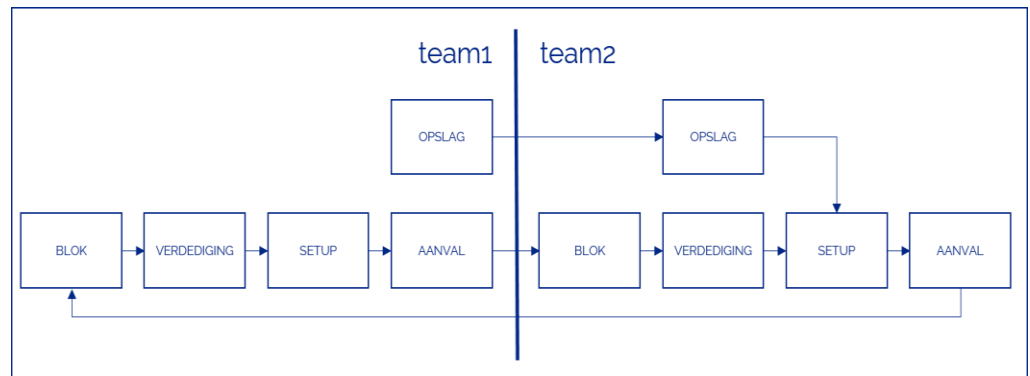 team1 team2
OPSLAG OPSLAG
BLOK VERDEDIGING SETUP AANVAL BLOK VERDEDIGING SETUP AANVAL